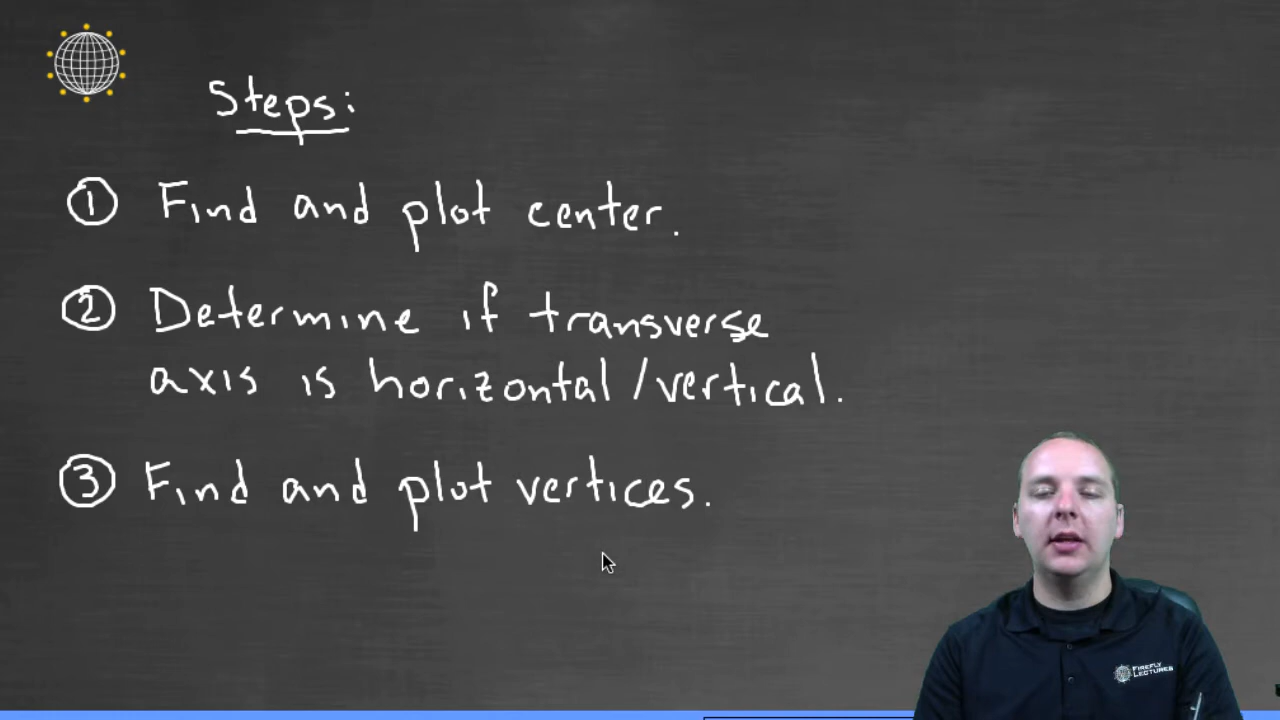 Steps:
① Find and plot center.
② Determine if transverse
axis is horizontal/vertical.
③ Find and plot vertices.
FIREFLY
LECTURES